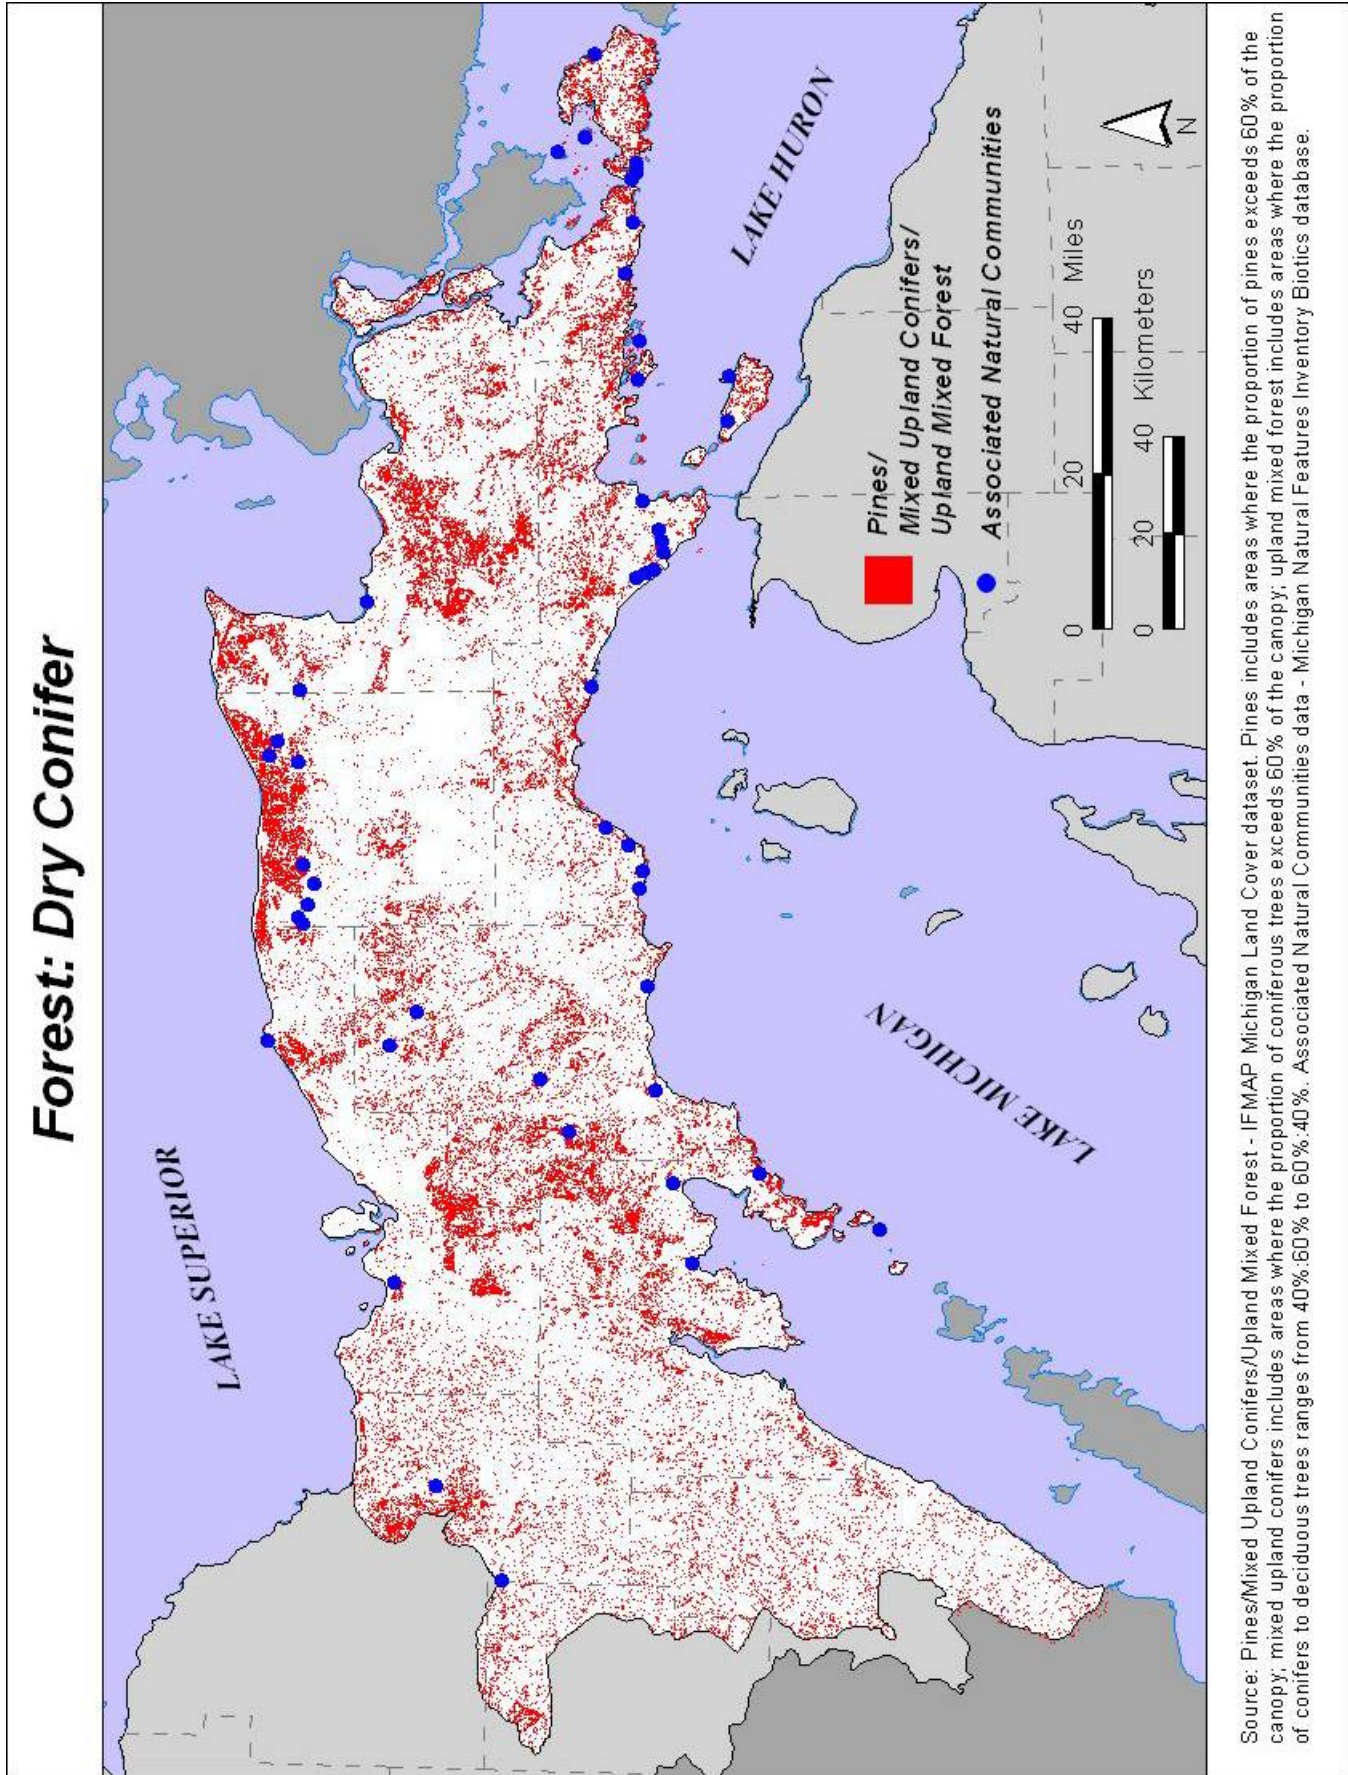 Forest: Dry Conifer
LAKE SUPERIOR
LAKE HURON
LAKE MICHIGAN
Pines/
Mixed Upland Conifers/
Upland Mixed Forest
Associated Natural Communities
0 20 40 Miles
0 20 40 Kilometers
N
Source: Pines/Mixed Upland Conifers/Upland Mixed Forest - IFMAP Michigan Land Cover dataset. Pines includes areas where the proportion of pines exceeds 60% of the
canopy; mixed upland conifers includes areas where the proportion of coniferous trees exceeds 60% of the canopy; upland mixed forest includes areas where the proportion
of conifers to deciduous trees ranges from 40%:60% to 60%:40%. Associated Natural Communities data - Michigan Natural Features Inventory Biotics database.